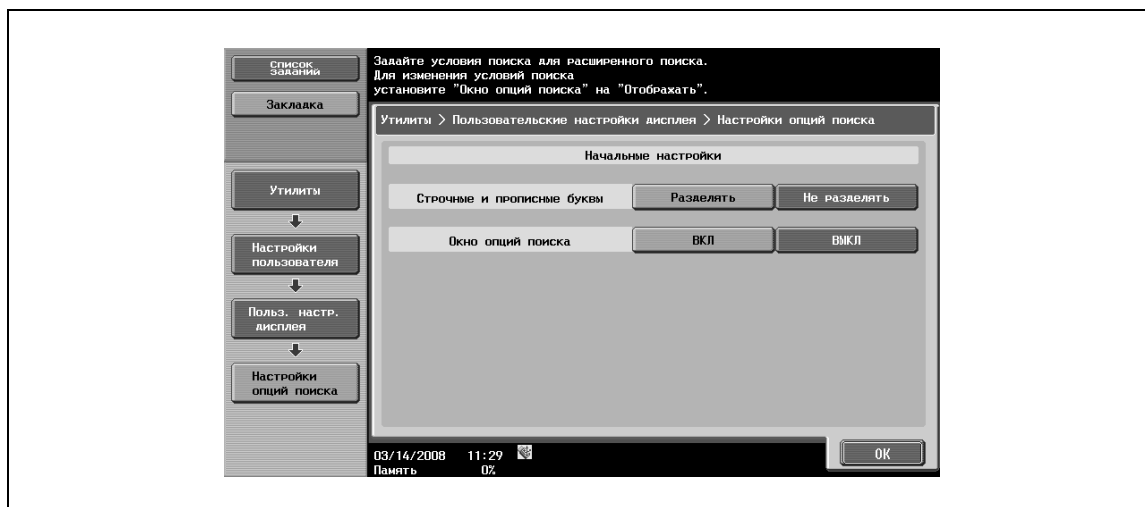 Список
заданий
Задайте условия поиска для расширенного поиска.
Для изменения условий поиска
установите "Окно опций поиска" на "Отображать".
Закладка
Утилиты > Пользовательские настройки дисплея > Настройки опций поиска
Начальные настройки
Утилиты
Строчные и прописные буквы
Разделять
Не разделять
Окно опций поиска
ВКЛ
ВЫКЛ
Настройки
пользователя
Польз. настр.
дисплея
Настройки
опций поиска
03/14/2008 11:29
Память 0%
OK